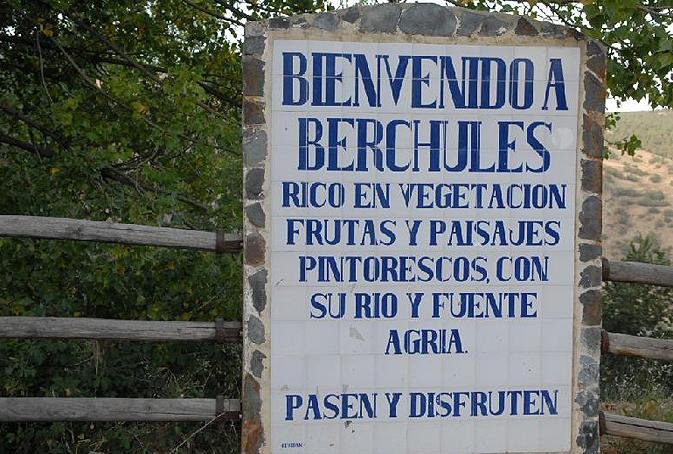 BIENVENIDO A
BERCHULES
RICO EN VEGETACION
FRUTAS Y PAISAJES
PINTORESCOS, CON
SU RIO Y FUENTE
AGRIA.
PASEN Y DISFRUTEN